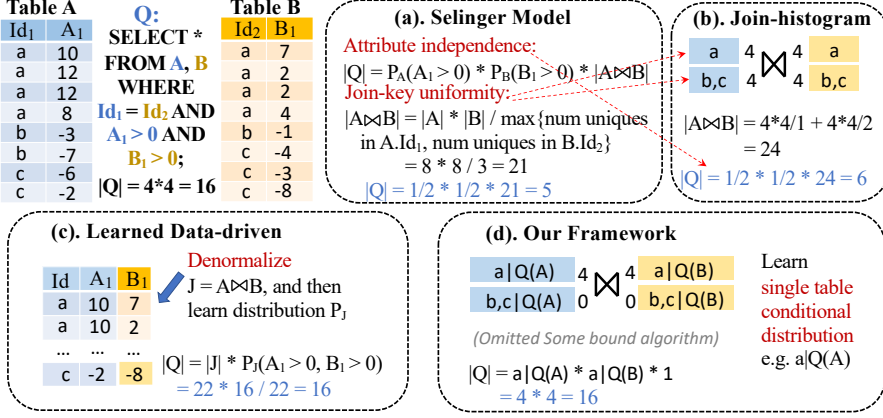 Table A
Id₁ A₁
a 10
a 12
a 12
a 8
b -3
b -7
c -6
c -2
Q:
SELECT *
FROM A, B
WHERE
Id₁ = Id₂ AND
A₁ > 0 AND
B₁ > 0;
|Q| = 4*4 = 16
Table B
Id₂ B₁
a 7
a 2
a 2
a 4
b -1
c -4
c -3
c -8
(a). Selinger Model
Attribute independence:
|Q| = P_A(A₁ > 0) * P_B(B₁ > 0) * |A⋈B|
Join-key uniformity:
|A⋈B| = |A| * |B| / max{num uniques
in A.Id₁, num uniques in B.Id₂}
= 8 * 8 / 3 = 21
|Q| = 1/2 * 1/2 * 21 = 5
(b). Join-histogram
a 4 ⋈ 4 a
b,c 4 4 b,c
|A⋈B| = 4*4/1 + 4*4/2
= 24
|Q| = 1/2 * 1/2 * 24 = 6
(c). Learned Data-driven
Id A₁ B₁
a 10 7
a 10 2
... ... ...
c -2 -8
Denormalize
J = A⋈B, and then
learn distribution P_J
|Q| = |J| * P_J(A₁ > 0, B₁ > 0)
= 22 * 16 / 22 = 16
(d). Our Framework
a|Q(A) 4 ⋈ 4 a|Q(B)
b,c|Q(A) 0 0 b,c|Q(B)
(Omitted Some bound algorithm)
|Q| = a|Q(A) * a|Q(B) * 1
= 4 * 4 = 16
Learn
single table
conditional
distribution
e.g. a|Q(A)